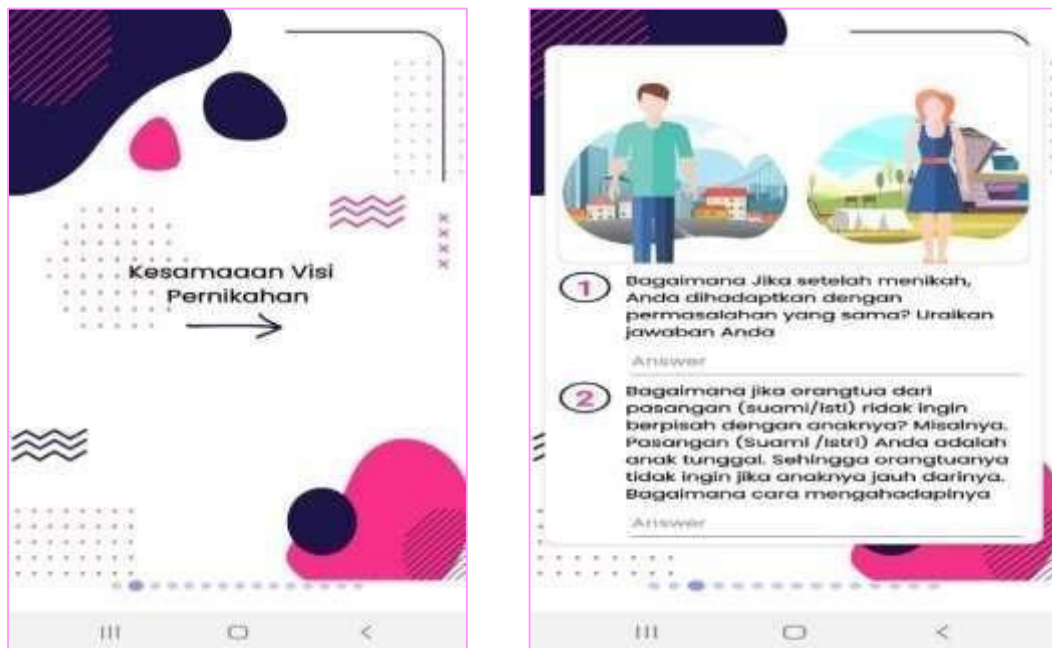 Kesamaaan Visi
Pernikahan
x x x x
1
Bagaimana Jika setelah menikah,
Anda dihadaptkan dengan
permasalahan yang sama? Uraikan
jawaban Anda
Answer
2
Bagaimana jika orangtua dari
pasangan (suami/isti) ridak ingin
berpisah dengan anaknya? Misalnya.
Pasangan (Suami /Istri) Anda adalah
anak tunggal. Sehingga orangtuanya
tidak ingin jika anaknya jauh darinya.
Bagaimana cara mengahadapinya
Answer